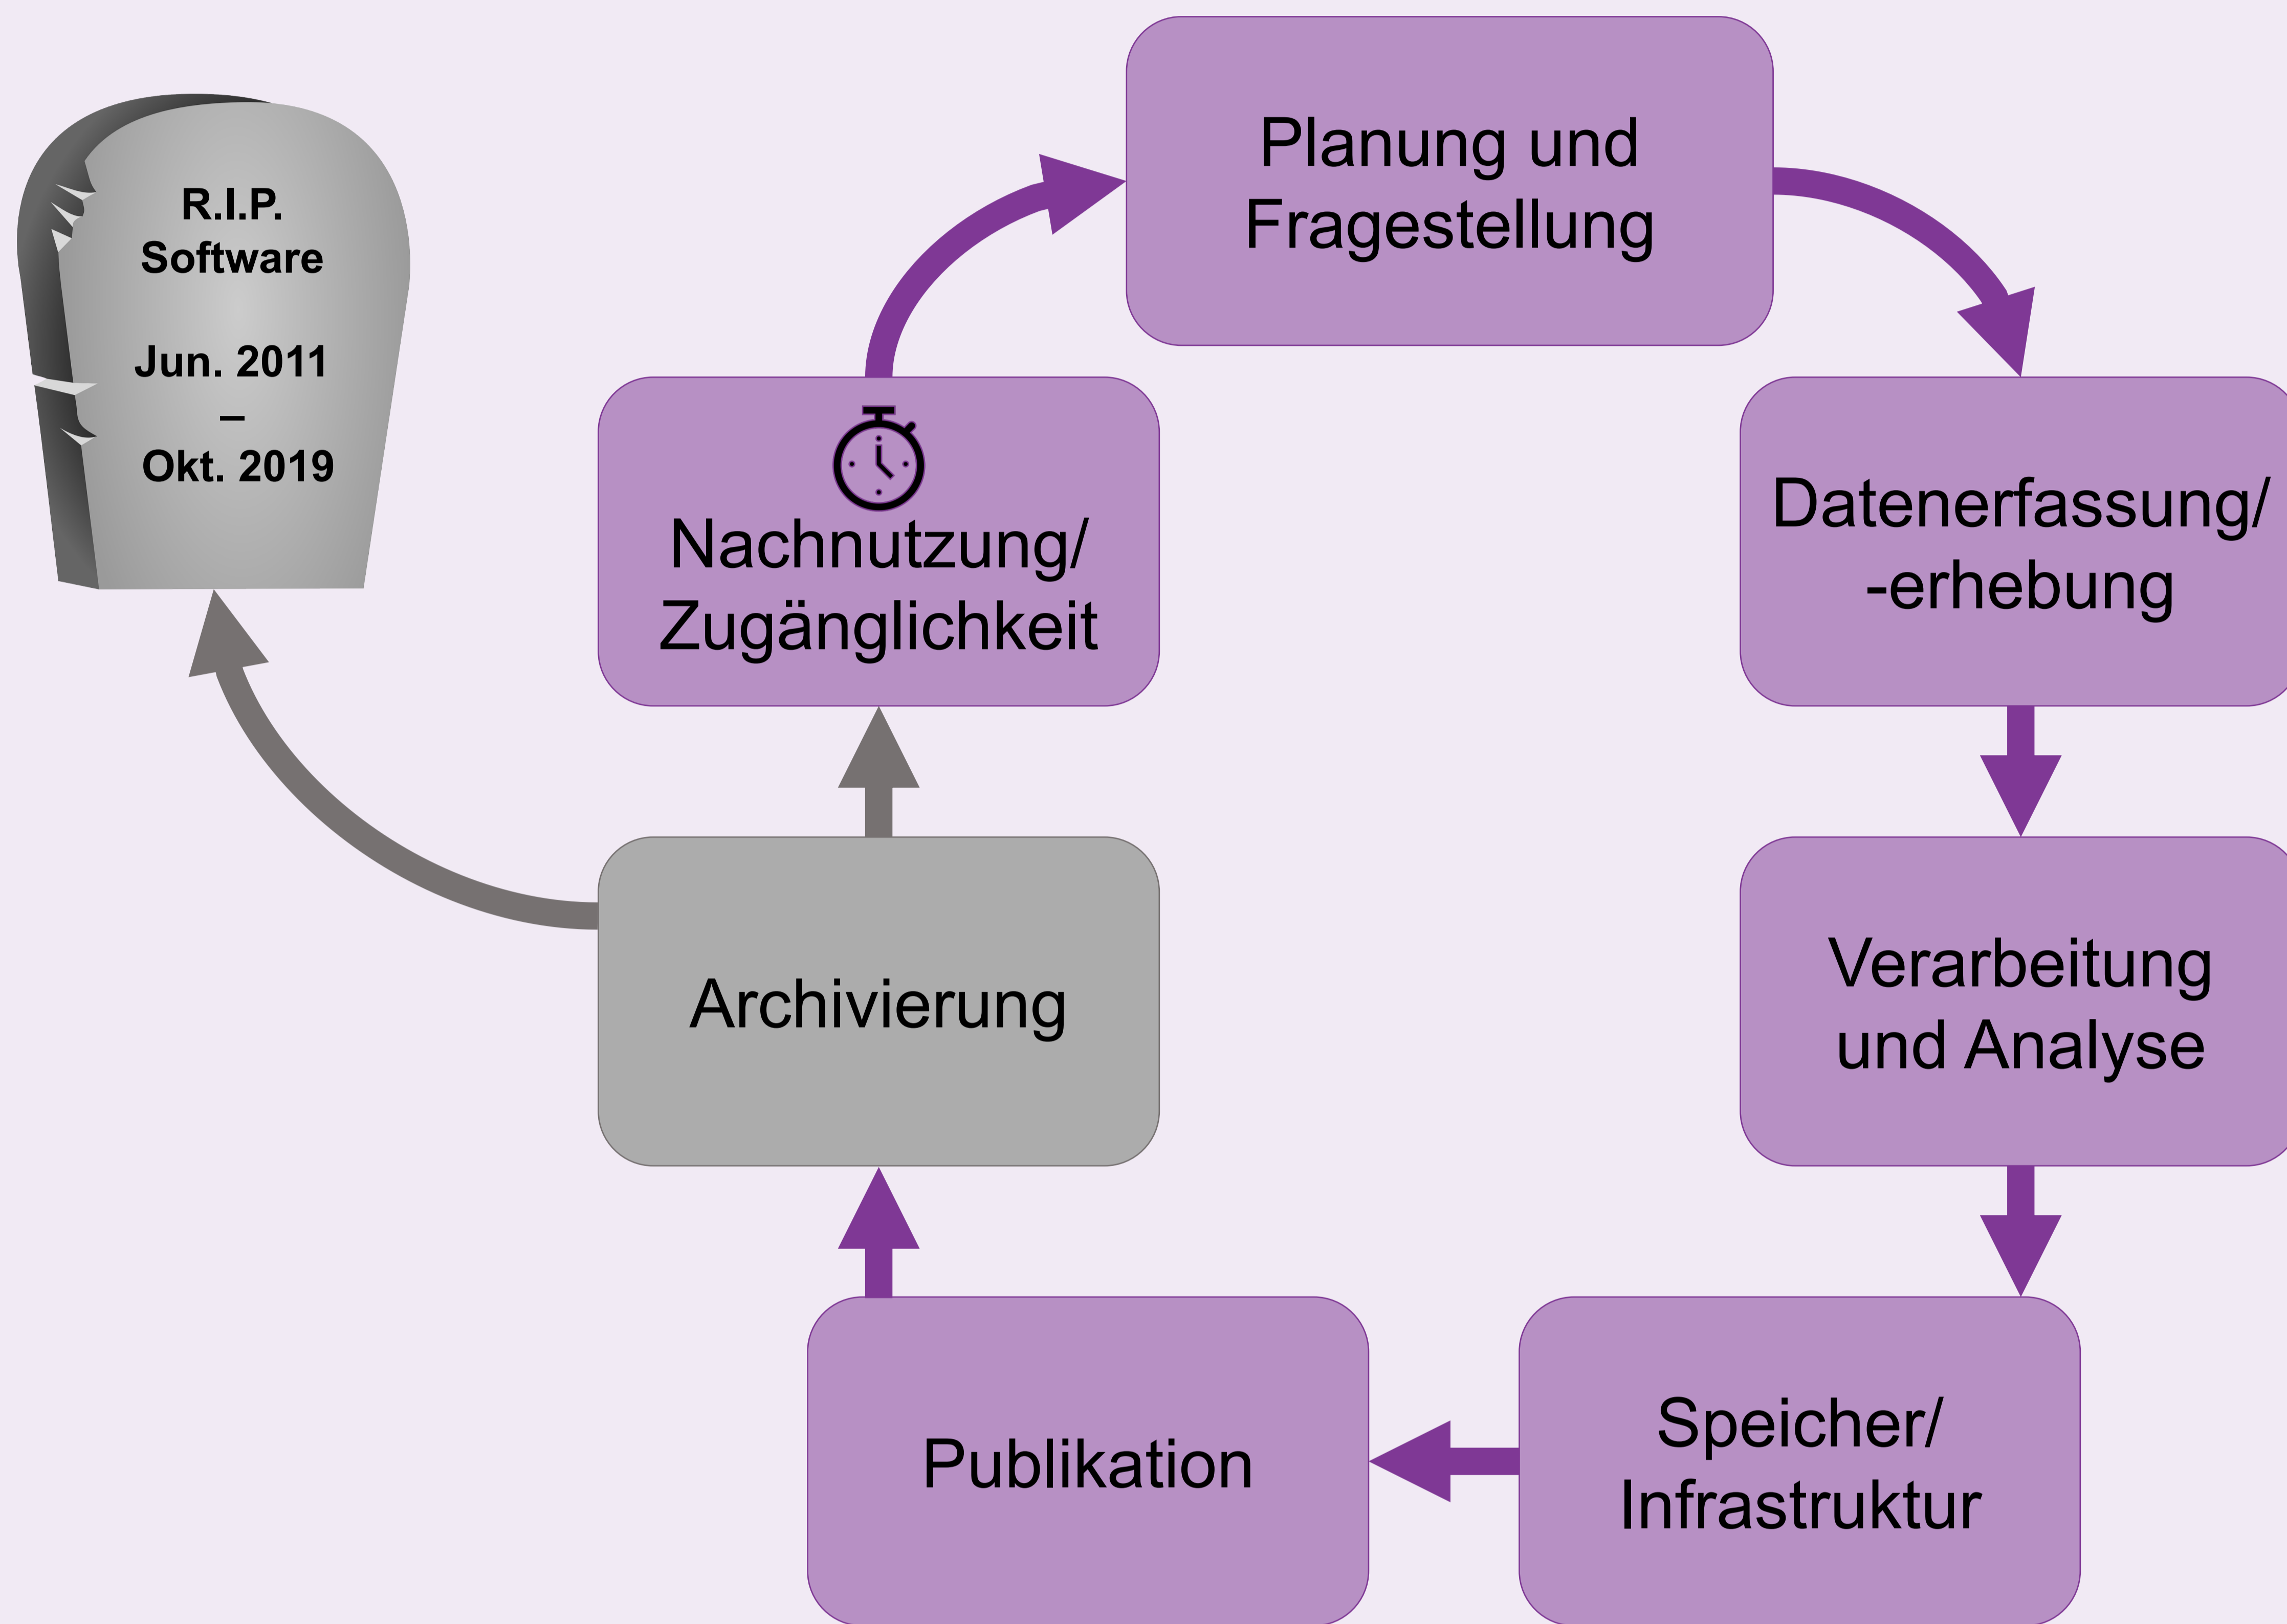 R.I.P.
Software
Jun. 2011
–
Okt. 2019
Planung und
Fragestellung
Nachnutzung/
Zugänglichkeit
Datenerfassung/
-erhebung
Archivierung
Verarbeitung
und Analyse
Publikation
Speicher/
Infrastruktur